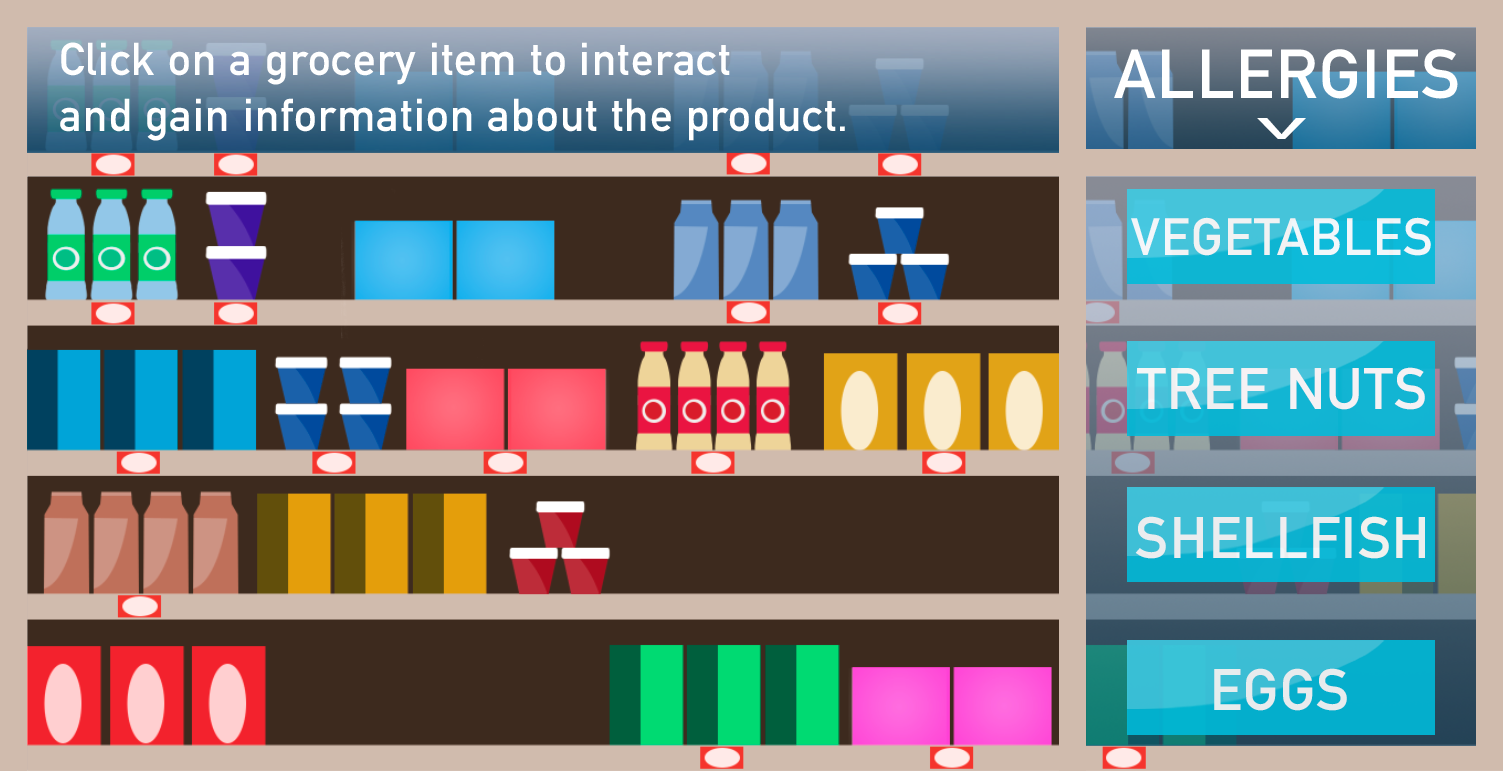 Click on a grocery item to interact
and gain information about the product.
ALLERGIES
VEGETABLES
TREE NUTS
SHELLFISH
EGGS